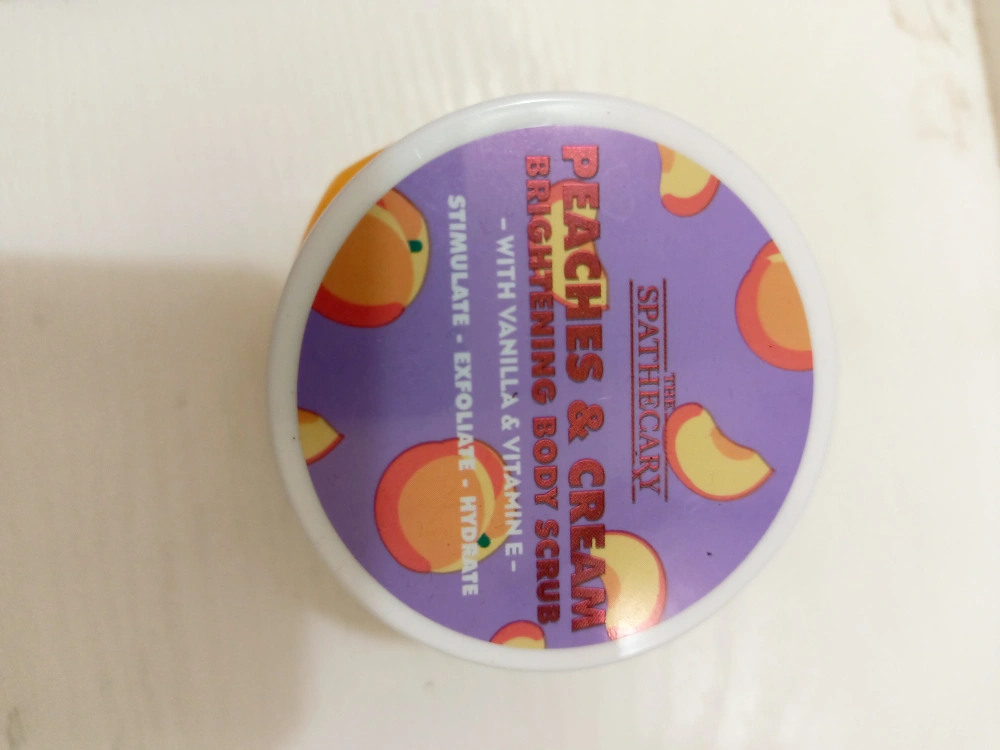 THE
SPATHECARY
PEACHES & CREAM
BRIGHTENING BODY SCRUB
- WITH VANILLA & VITAMIN E -
STIMULATE - EXFOLIATE - HYDRATE